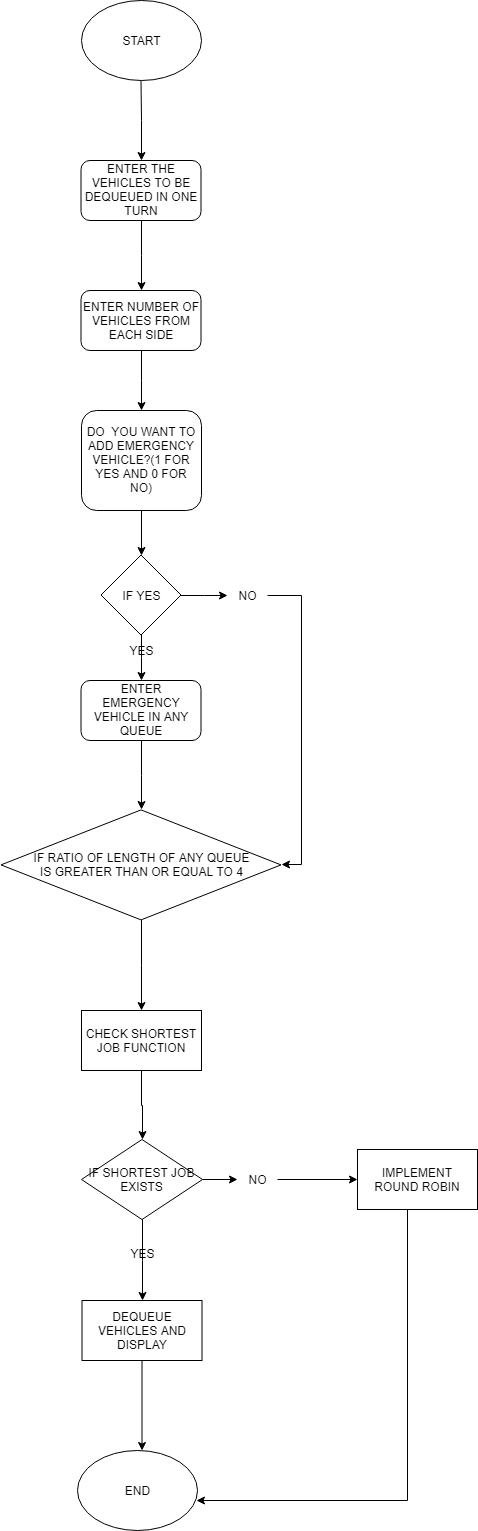 START
ENTER THE
VEHICLES TO BE
DEQUEUED IN ONE
TURN
ENTER NUMBER OF
VEHICLES FROM
EACH SIDE
DO YOU WANT TO
ADD EMERGENCY
VEHICLE?(1 FOR
YES AND 0 FOR
NO)
IF YES
NO
YES
ENTER
EMERGENCY
VEHICLE IN ANY
QUEUE
IF RATIO OF LENGTH OF ANY QUEUE
IS GREATER THAN OR EQUAL TO 4
CHECK SHORTEST
JOB FUNCTION
IF SHORTEST JOB
EXISTS
NO
IMPLEMENT
ROUND ROBIN
YES
DEQUEUE
VEHICLES AND
DISPLAY
END